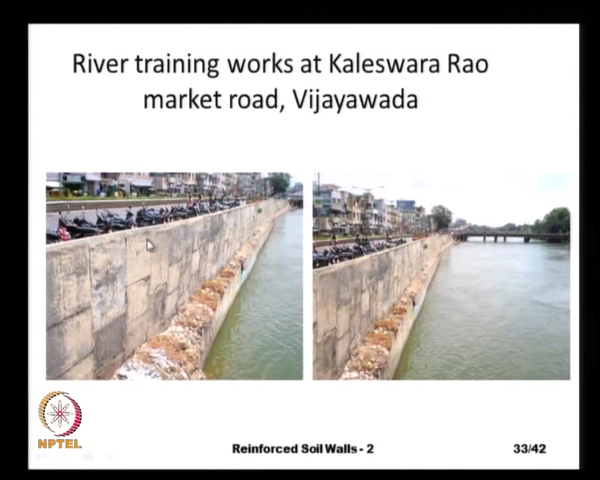 River training works at Kaleswara Rao
market road, Vijayawada
NPTEL
Reinforced Soil Walls - 2
33/42